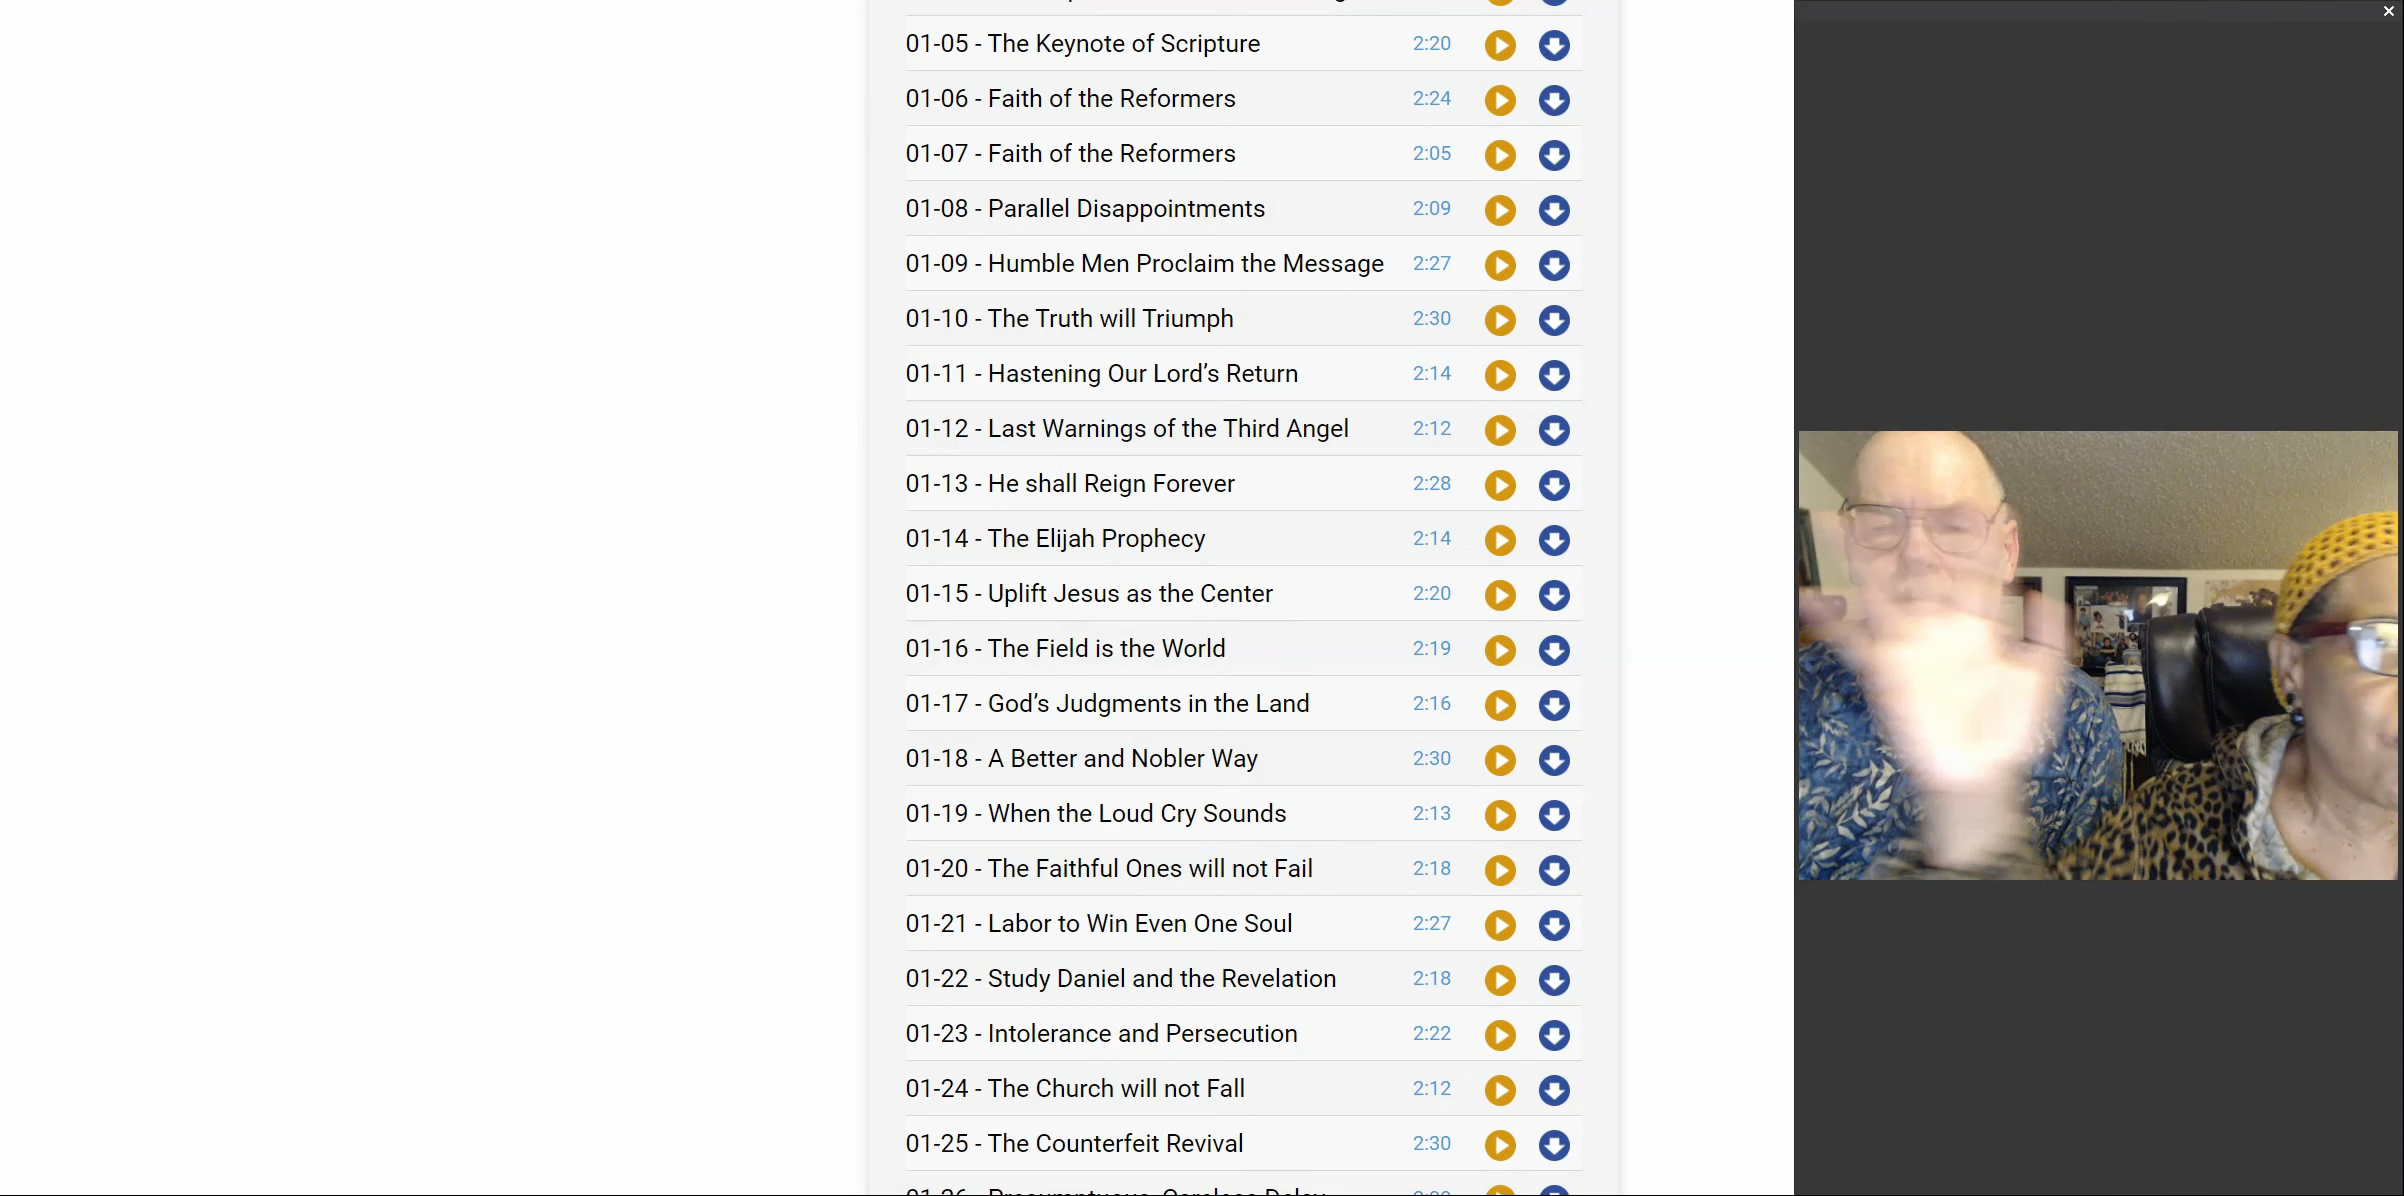 01-05 - The Keynote of Scripture 2:20
01-06 - Faith of the Reformers 2:24
01-07 - Faith of the Reformers 2:05
01-08 - Parallel Disappointments 2:09
01-09 - Humble Men Proclaim the Message 2:27
01-10 - The Truth will Triumph 2:30
01-11 - Hastening Our Lord’s Return 2:14
01-12 - Last Warnings of the Third Angel 2:12
01-13 - He shall Reign Forever 2:28
01-14 - The Elijah Prophecy 2:14
01-15 - Uplift Jesus as the Center 2:20
01-16 - The Field is the World 2:19
01-17 - God’s Judgments in the Land 2:16
01-18 - A Better and Nobler Way 2:30
01-19 - When the Loud Cry Sounds 2:13
01-20 - The Faithful Ones will not Fail 2:18
01-21 - Labor to Win Even One Soul 2:27
01-22 - Study Daniel and the Revelation 2:18
01-23 - Intolerance and Persecution 2:22
01-24 - The Church will not Fall 2:12
01-25 - The Counterfeit Revival 2:30